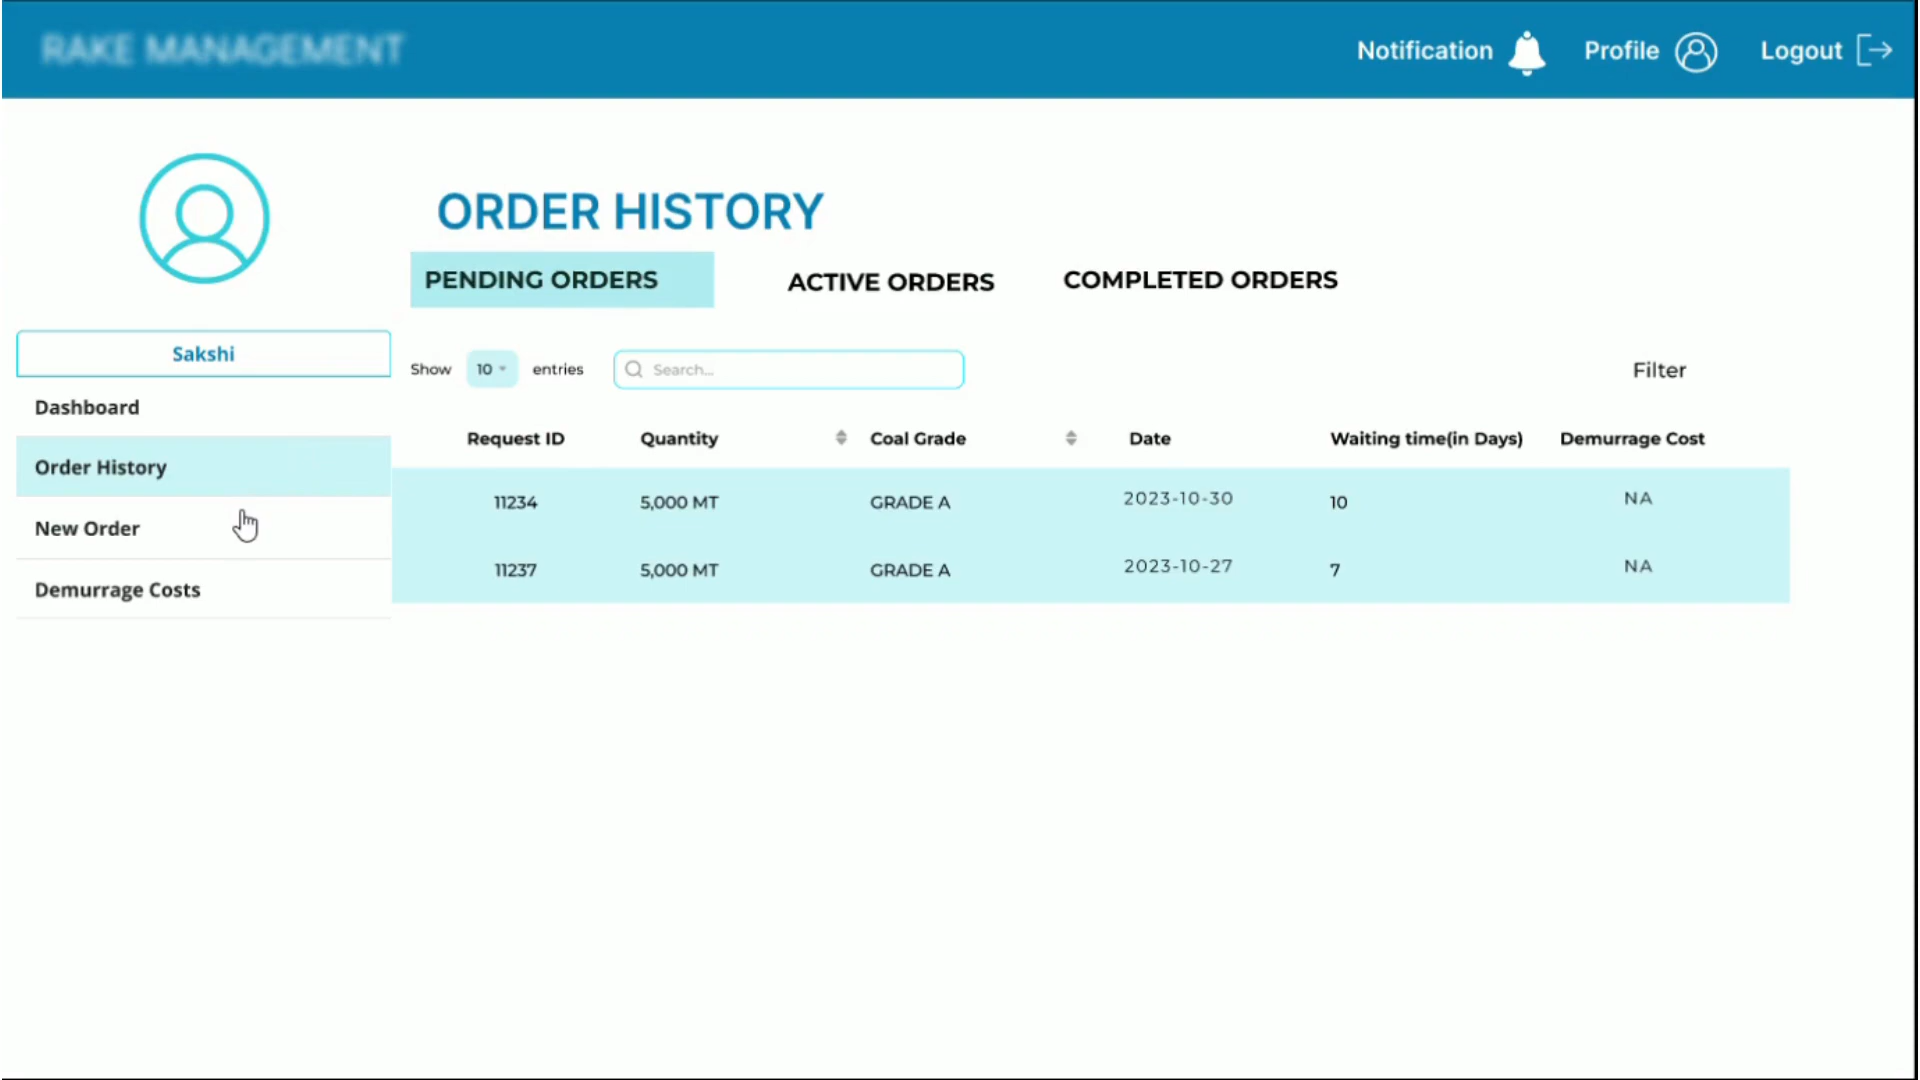 RAKE MANAGEMENT
Notification
Profile
Logout
Sakshi
Dashboard
Order History
New Order
Demurrage Costs
ORDER HISTORY
PENDING ORDERS ACTIVE ORDERS COMPLETED ORDERS
Show 10 entries Search... Filter
Request ID Quantity Coal Grade Date Waiting time(in Days) Demurrage Cost
11234 5,000 MT GRADE A 2023-10-30 10 NA
11237 5,000 MT GRADE A 2023-10-27 7 NA